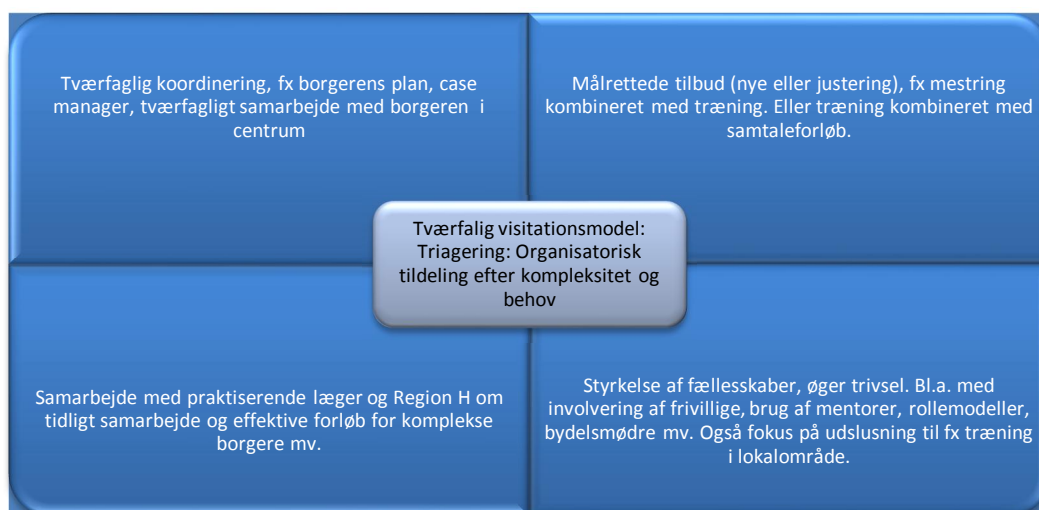 Tværfaglig koordinering, fx borgerens plan, case
manager, tværfagligt samarbejde med borgeren i
centrum
Målrettede tilbud (nye eller justering), fx mestring
kombineret med træning. Eller træning kombineret med
samtaleforløb.
Tværfalig visitationsmodel:
Triagering: Organisatorisk
tildeling efter kompleksitet og
behov
Samarbejde med praktiserende læger og Region H om
tidligt samarbejde og effektive forløb for komplekse
borgere mv.
Styrkelse af fællesskaber, øger trivsel. Bl.a. med
involvering af frivillige, brug af mentorer, rollemodeller,
bydelsmødre mv. Også fokus på udslusning til fx træning
i lokalområde.